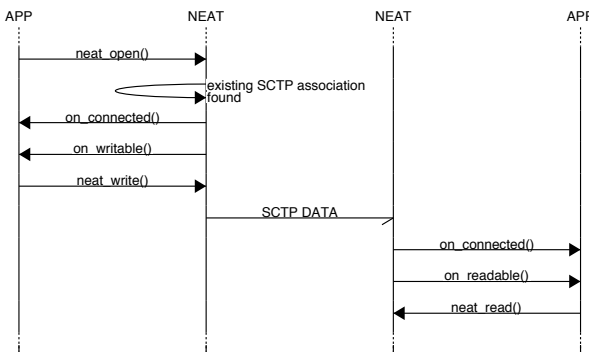 APP NEAT NEAT APP
neat_open()
existing SCTP association
found
on_connected()
on_writable()
neat_write()
SCTP DATA
on_connected()
on_readable()
neat_read()